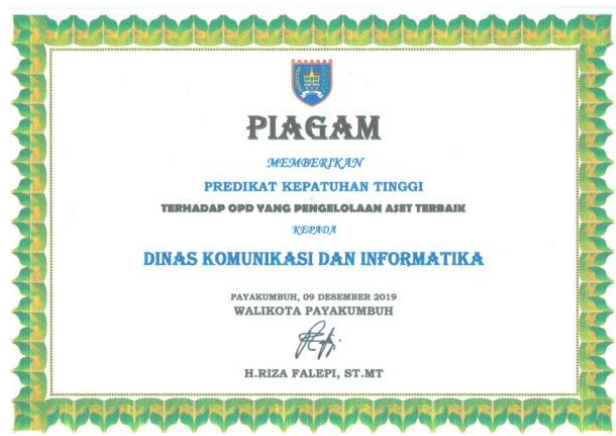 PIAGAM
MEMBERIKAN
PREDIKAT KEPATUHAN TINGGI
TERHADAP OPD YANG PENGELOLAAN ASET TERBAIK
KEPADA
DINAS KOMUNIKASI DAN INFORMATIKA
PAYAKUMBUH, 09 DESEMBER 2019
WALIKOTA PAYAKUMBUH
H.RIZA FALEPI, ST.MT